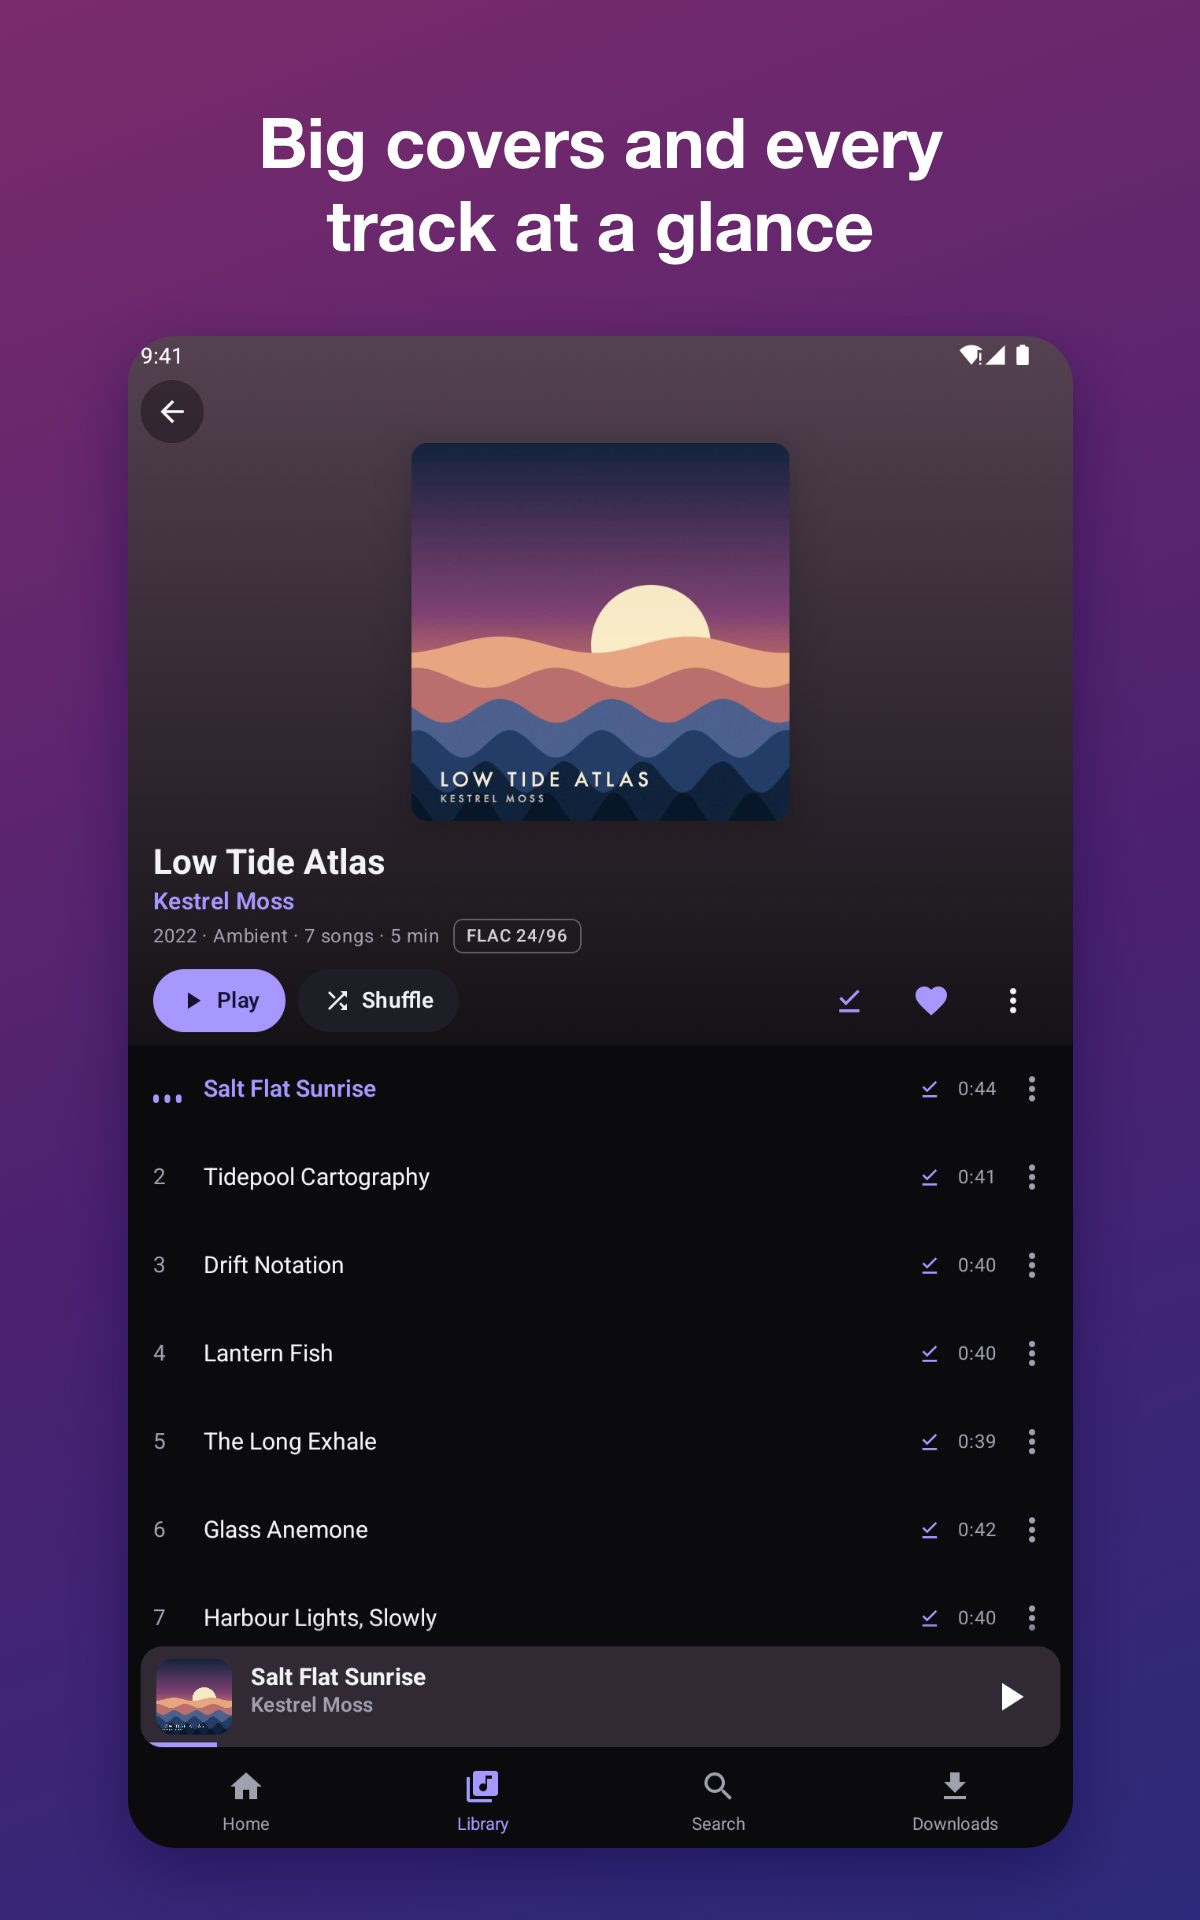 Big covers and every
track at a glance
9:41
LOW TIDE ATLAS
KESTREL MOSS
Low Tide Atlas
Kestrel Moss
2022 · Ambient · 7 songs · 5 min FLAC 24/96
Play Shuffle
Salt Flat Sunrise 0:44
2 Tidepool Cartography 0:41
3 Drift Notation 0:40
4 Lantern Fish 0:40
5 The Long Exhale 0:39
6 Glass Anemone 0:42
7 Harbour Lights, Slowly 0:40
Salt Flat Sunrise
Kestrel Moss
Home Library Search Downloads